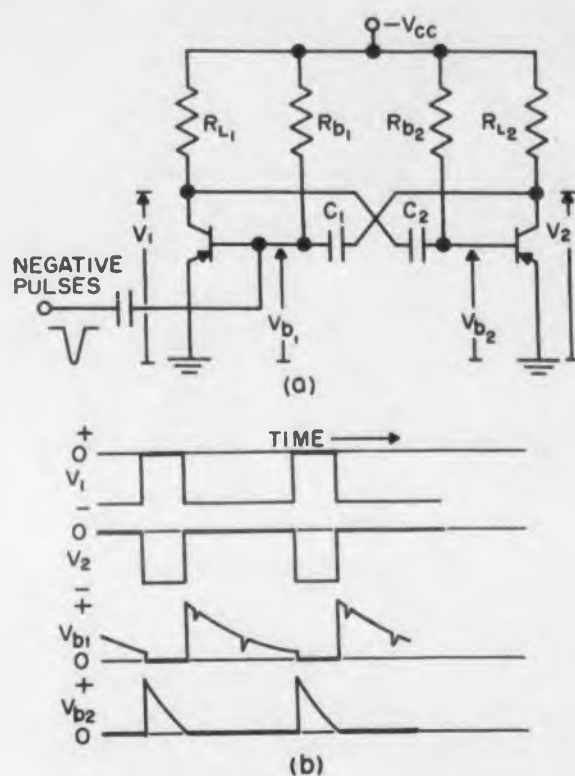 -VCC
RL1
Rb1
Rb2
RL2
C1
C2
V1
V2
NEGATIVE
PULSES
Vb1
Vb2
(a)
+
TIME
0
V1
-
0
V2
-
+
Vb1
0
+
Vb2
0
(b)